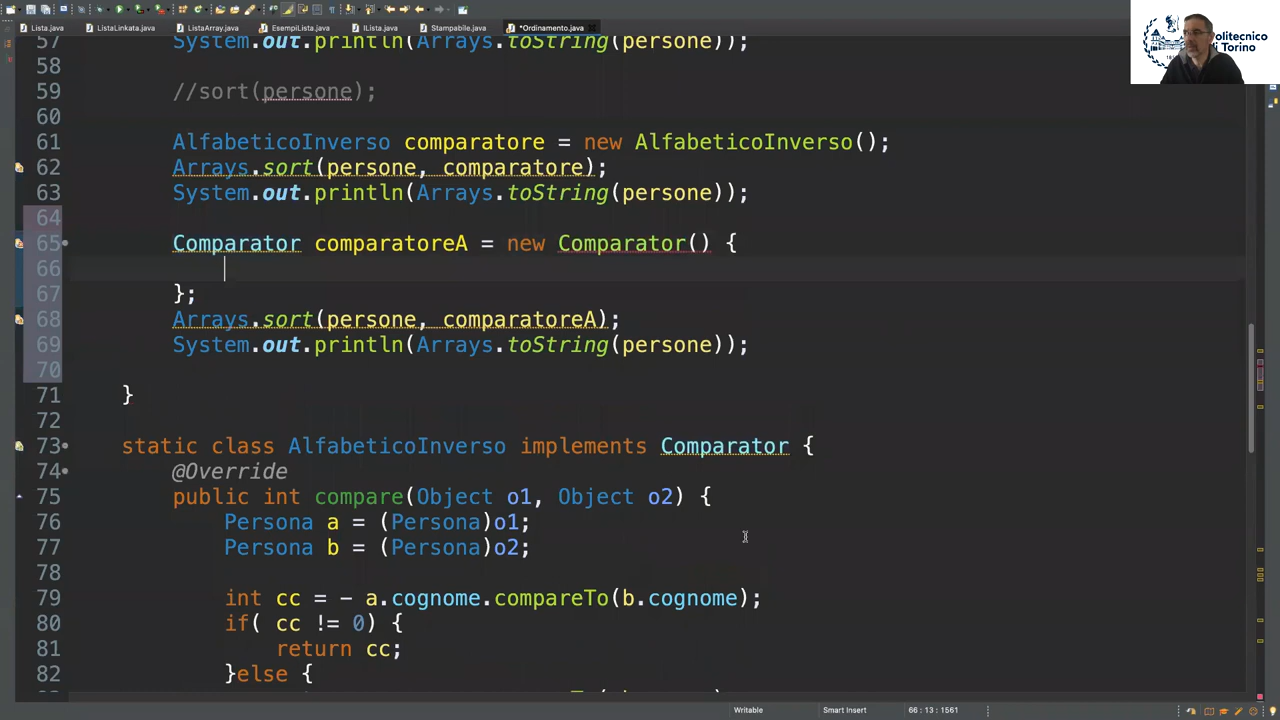 Lista.java ListaLinkata.java ListaArray.java EsempiLista.java IListа.java Stampabile.java *Ordinamento.java
olitecnico
di Torino
57 System.out.println(Arrays.toString(persone));
58
59 //sort(persone);
60
61 AlfabeticoInverso comparatore = new AlfabeticoInverso();
62 Arrays.sort(persone, comparatore);
63 System.out.println(Arrays.toString(persone));
64
65 Comparator comparatoreA = new Comparator() {
66
67 };
68 Arrays.sort(persone, comparatoreA);
69 System.out.println(Arrays.toString(persone));
70
71 }
72
73 static class AlfabeticoInverso implements Comparator {
74 @Override
75 public int compare(Object o1, Object o2) {
76 Persona a = (Persona)o1;
77 Persona b = (Persona)o2;
78
79 int cc = - a.cognome.compareTo(b.cognome);
80 if( cc != 0) {
81 return cc;
82 }else {
Writable Smart Insert 66 : 13 : 1561